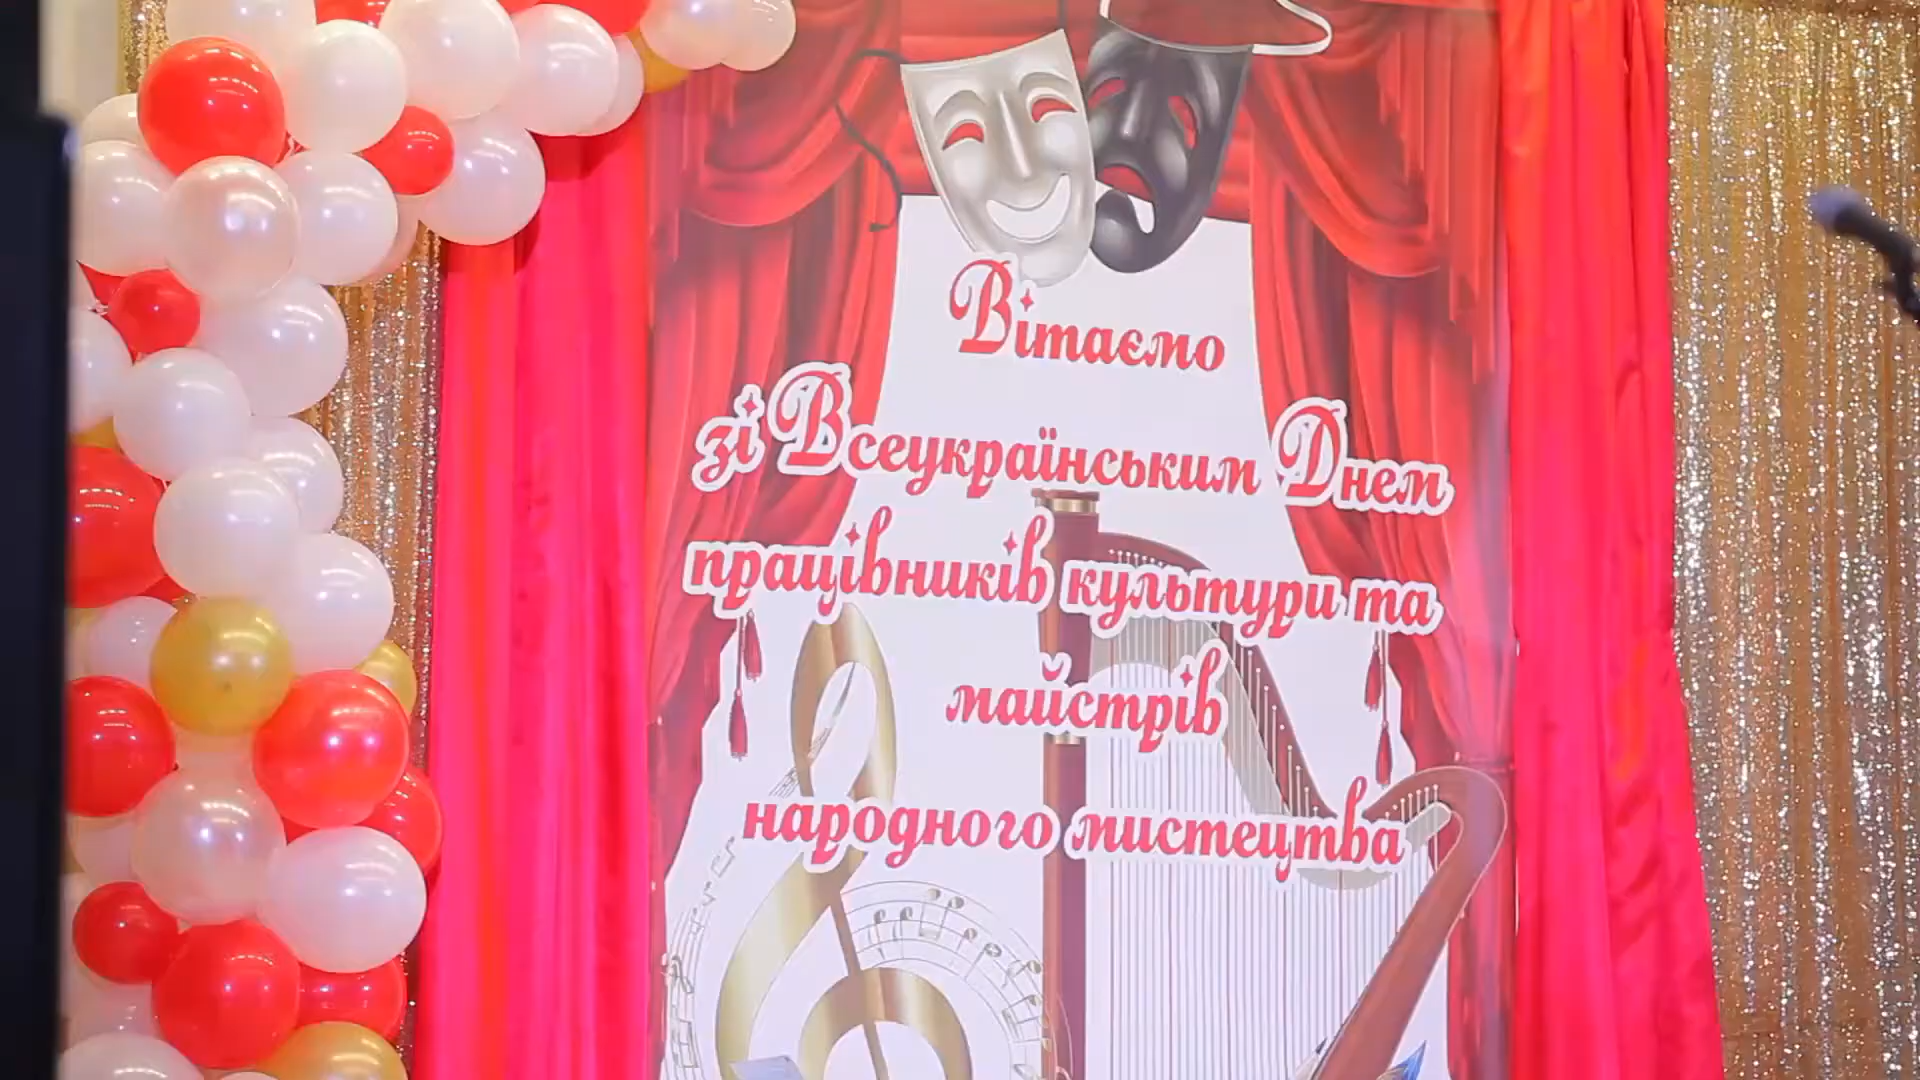 Вітаємо
зі Всеукраїнським Днем
працівників культури та
майстрів
народного мистецтва